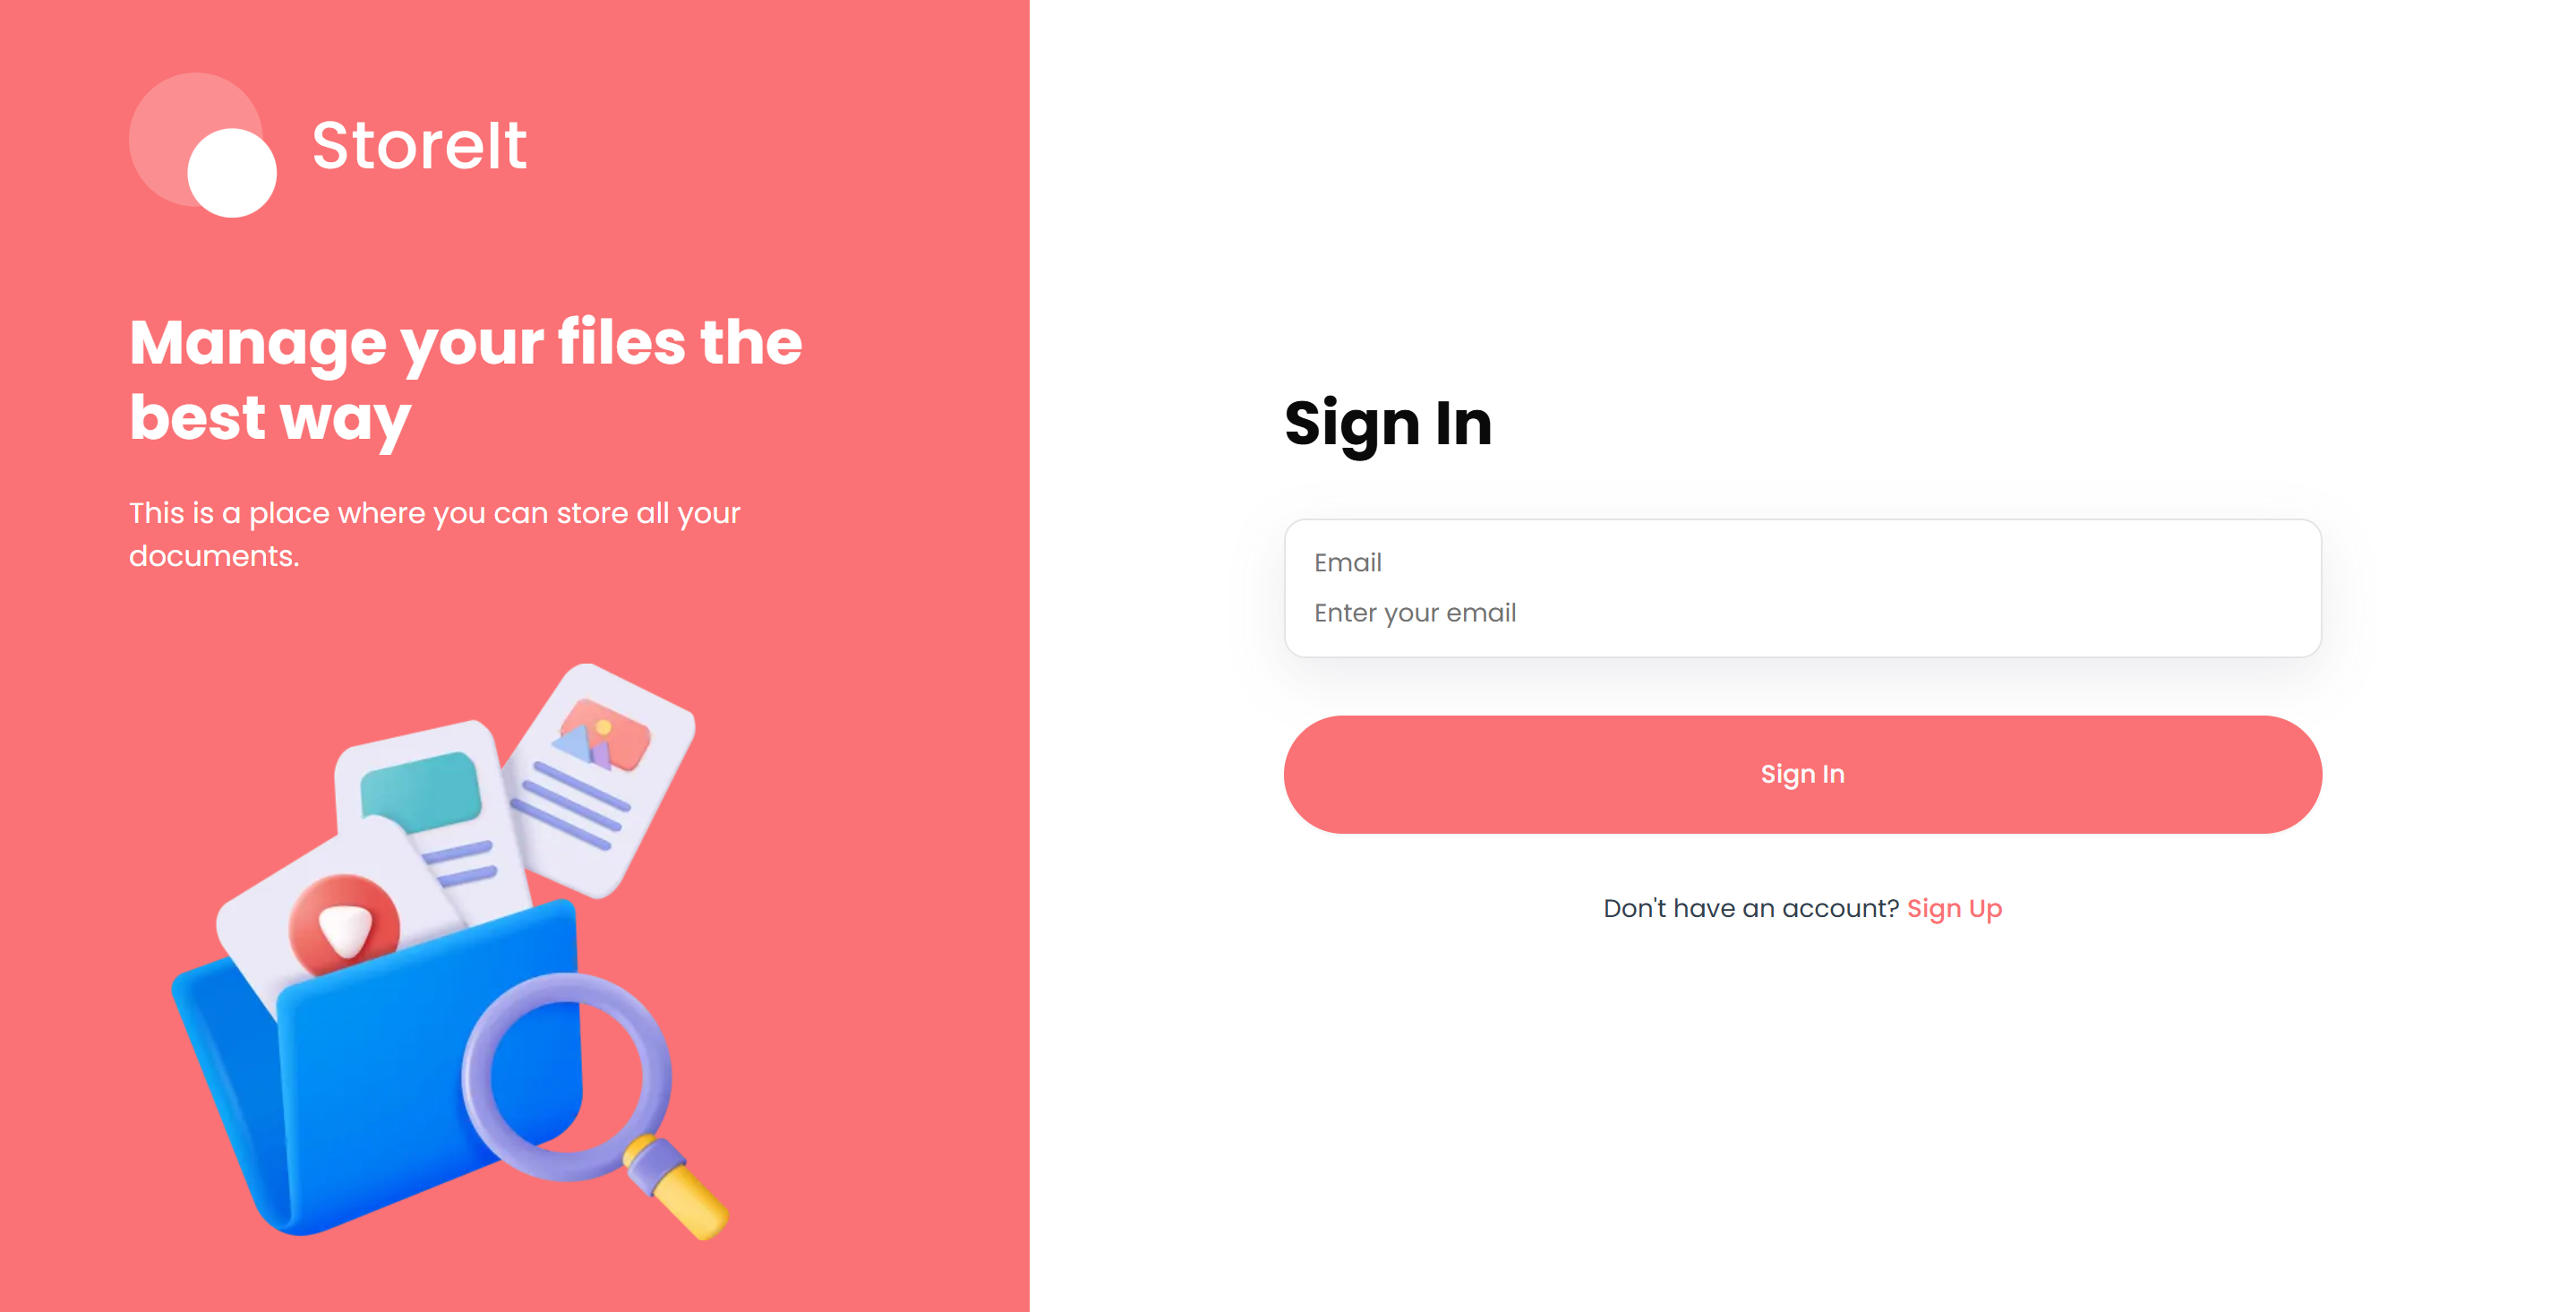 StoreIt
Manage your files the
best way
This is a place where you can store all your
documents.
Sign In
Email
Enter your email
Sign In
Don't have an account? Sign Up